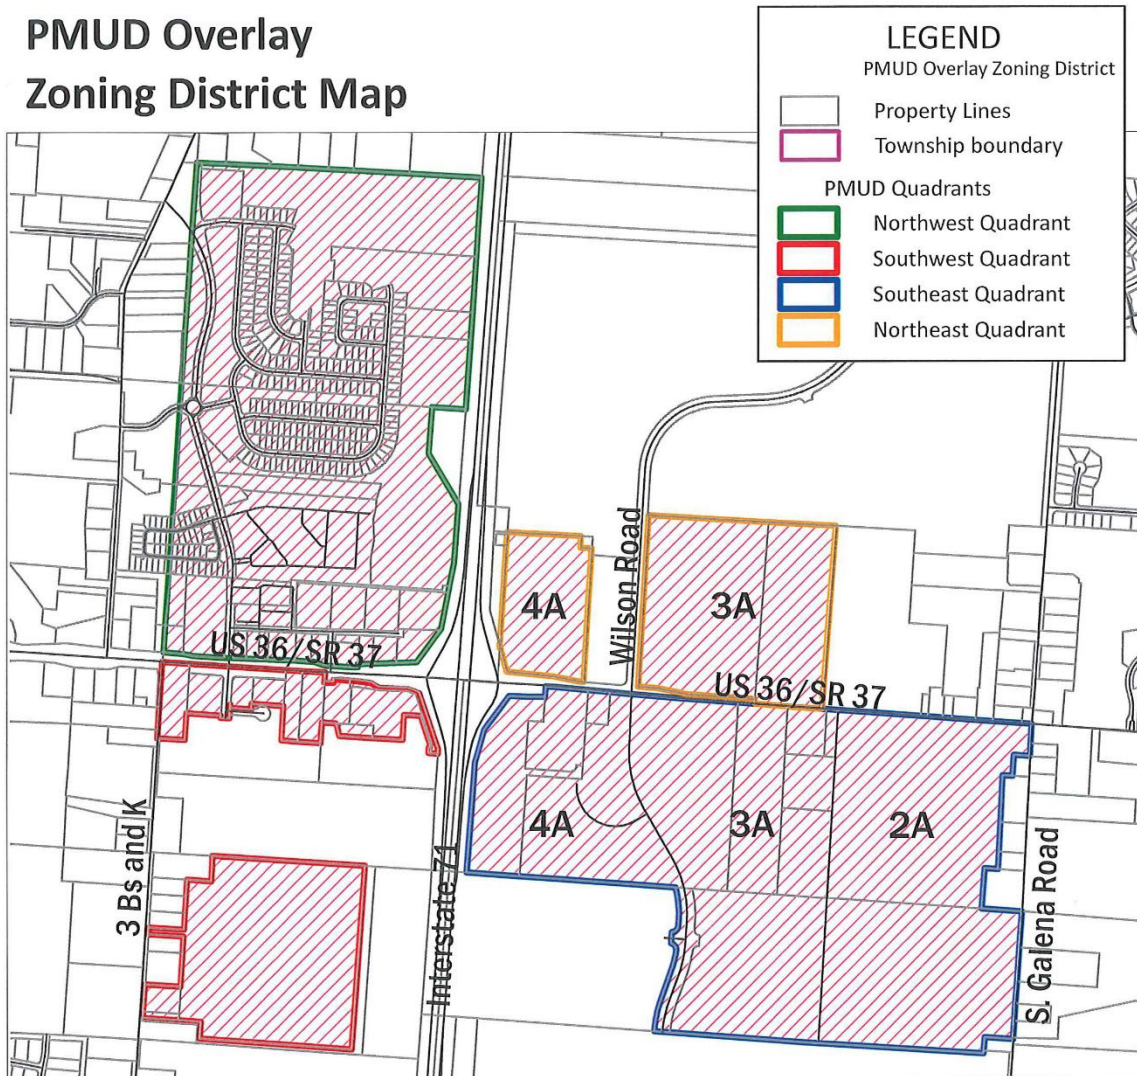 PMUD Overlay
Zoning District Map
LEGEND
PMUD Overlay Zoning District
Property Lines
Township boundary
PMUD Quadrants
Northwest Quadrant
Southwest Quadrant
Southeast Quadrant
Northeast Quadrant
4A
3A
Wilson Road
US 36/SR 37
US 36/SR 37
4A
3A
2A
3 Bs and K
Interstate 71
S. Galena Road